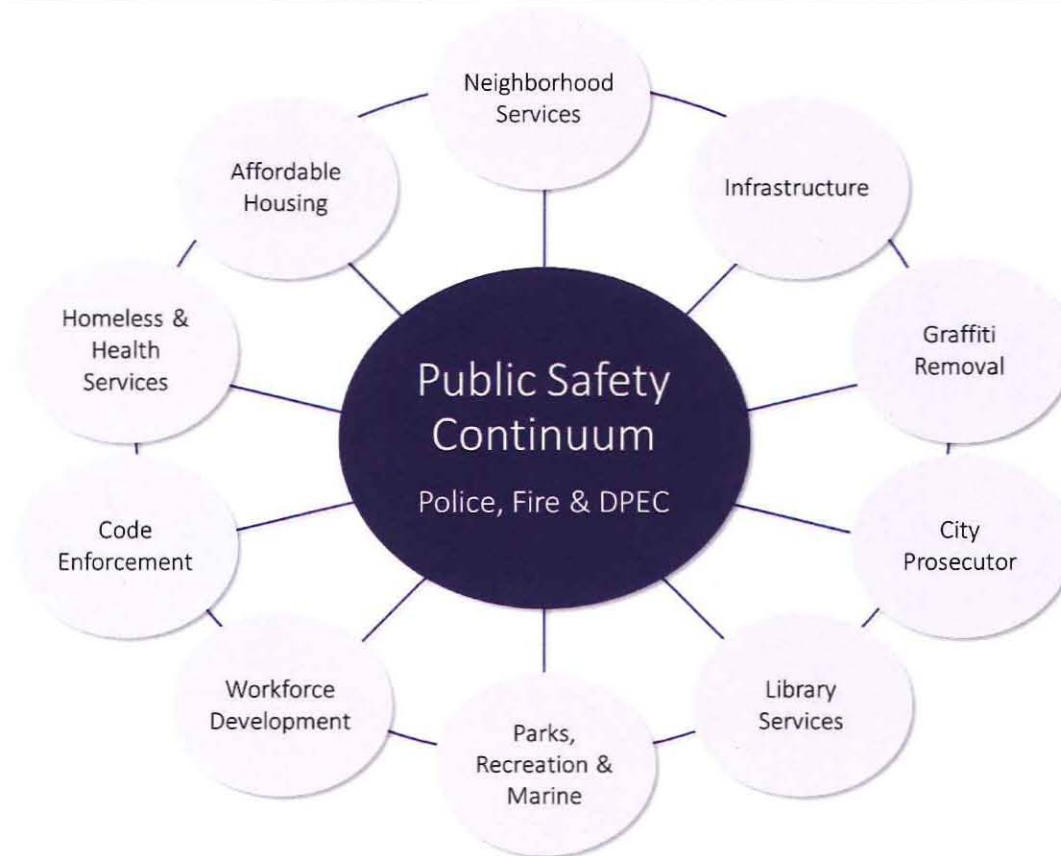 Neighborhood
Services
Infrastructure
Graffiti
Removal
City
Prosecutor
Library
Services
Parks,
Recreation &
Marine
Workforce
Development
Code
Enforcement
Homeless &
Health
Services
Affordable
Housing
Public Safety
Continuum
Police, Fire & DPEC